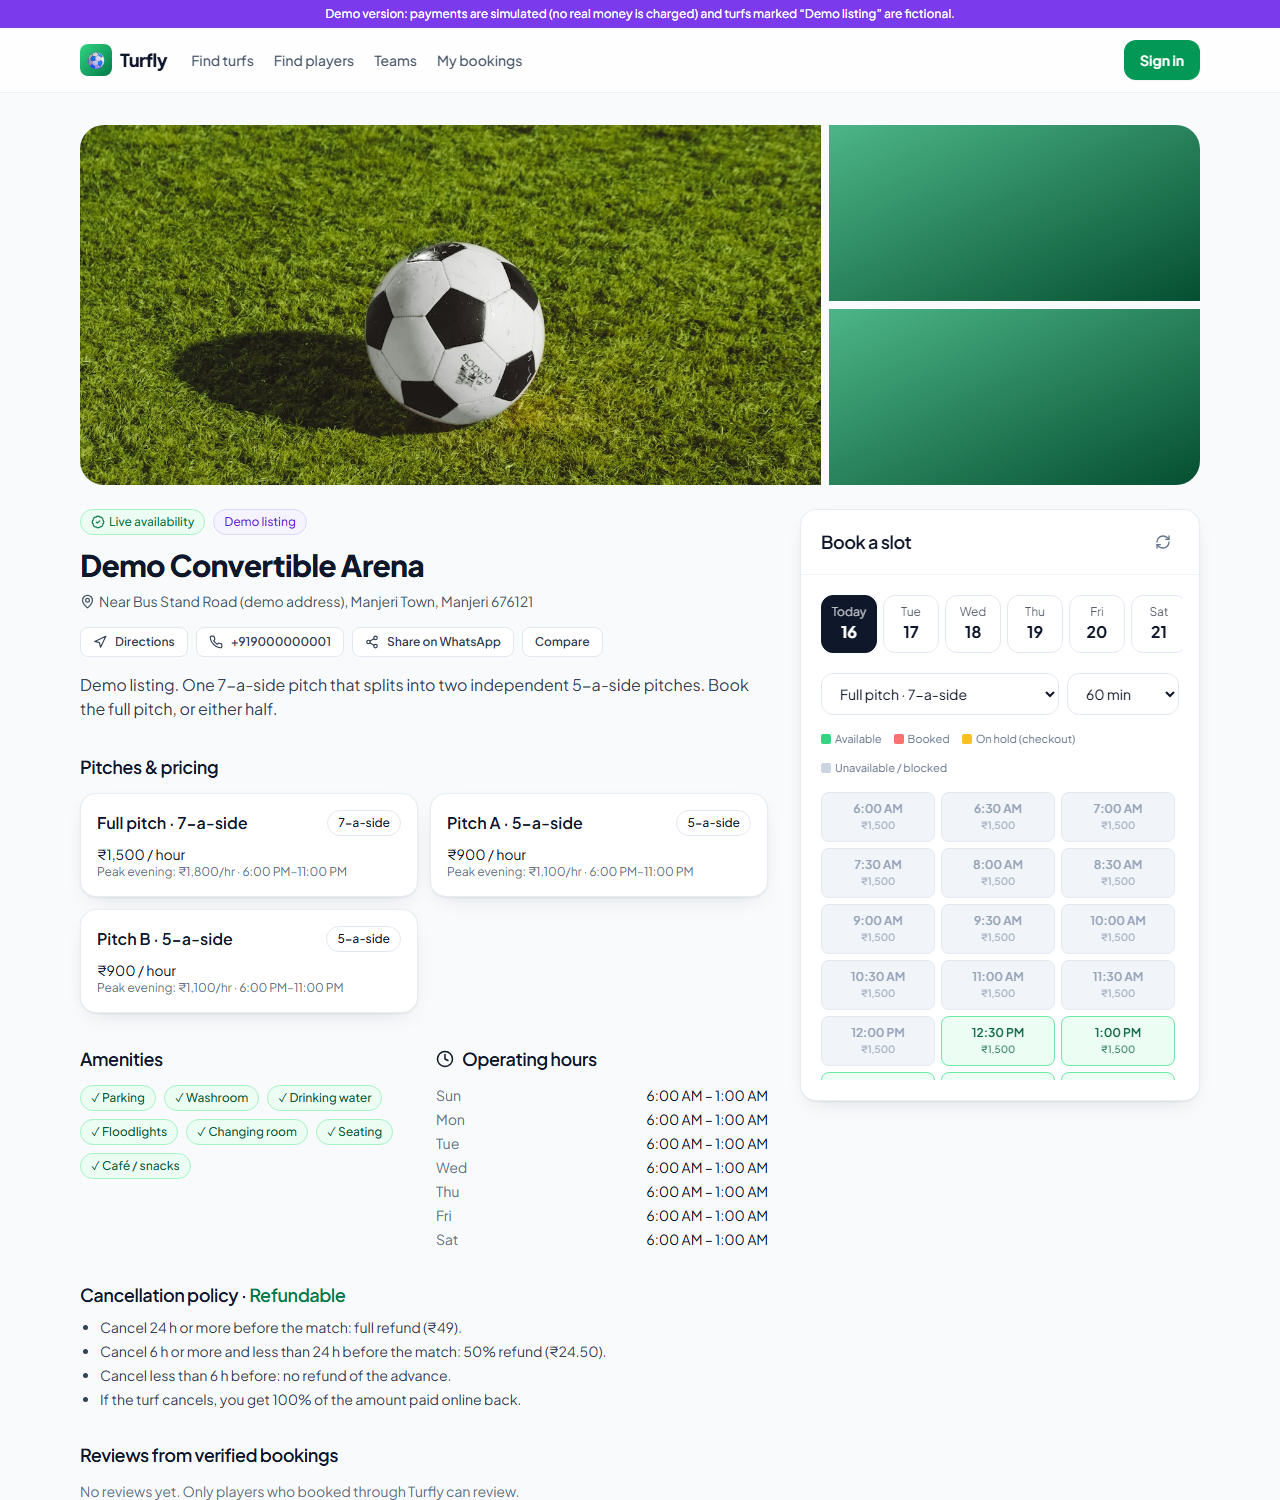 Demo version: payments are simulated (no real money is charged) and turfs marked “Demo listing” are fictional.
Turfly
Find turfs
Find players
Teams
My bookings
Sign in
adidas
Live availability
Demo listing
Demo Convertible Arena
Near Bus Stand Road (demo address), Manjeri Town, Manjeri 676121
Directions
+919000000001
Share on WhatsApp
Compare
Demo listing. One 7-a-side pitch that splits into two independent 5-a-side pitches. Book
the full pitch, or either half.
Pitches & pricing
Full pitch · 7-a-side
7-a-side
₹1,500 / hour
Peak evening: ₹1,800/hr · 6:00 PM–11:00 PM
Pitch A · 5-a-side
5-a-side
₹900 / hour
Peak evening: ₹1,100/hr · 6:00 PM–11:00 PM
Pitch B · 5-a-side
5-a-side
₹900 / hour
Peak evening: ₹1,100/hr · 6:00 PM–11:00 PM
Amenities
✓ Parking
✓ Washroom
✓ Drinking water
✓ Floodlights
✓ Changing room
✓ Seating
✓ Café / snacks
Operating hours
Sun 6:00 AM – 1:00 AM
Mon 6:00 AM – 1:00 AM
Tue 6:00 AM – 1:00 AM
Wed 6:00 AM – 1:00 AM
Thu 6:00 AM – 1:00 AM
Fri 6:00 AM – 1:00 AM
Sat 6:00 AM – 1:00 AM
Cancellation policy · Refundable
• Cancel 24 h or more before the match: full refund (₹49).
• Cancel 6 h or more and less than 24 h before the match: 50% refund (₹24.50).
• Cancel less than 6 h before: no refund of the advance.
• If the turf cancels, you get 100% of the amount paid online back.
Reviews from verified bookings
No reviews yet. Only players who booked through Turfly can review.
Book a slot
Today Tue Wed Thu Fri Sat
16 17 18 19 20 21
Full pitch · 7-a-side
60 min
Available
Booked
On hold (checkout)
Unavailable / blocked
6:00 AM 6:30 AM 7:00 AM
₹1,500 ₹1,500 ₹1,500
7:30 AM 8:00 AM 8:30 AM
₹1,500 ₹1,500 ₹1,500
9:00 AM 9:30 AM 10:00 AM
₹1,500 ₹1,500 ₹1,500
10:30 AM 11:00 AM 11:30 AM
₹1,500 ₹1,500 ₹1,500
12:00 PM 12:30 PM 1:00 PM
₹1,500 ₹1,500 ₹1,500